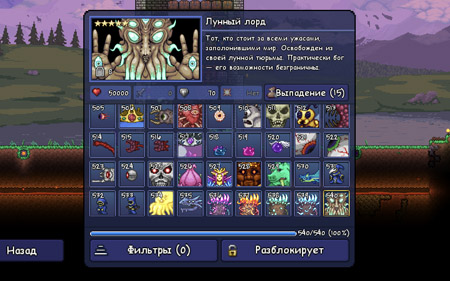 Лунный лорд
Тот, кто стоит за всеми ужасами,
заполонившими мир. Освобожден из
своей лунной тюрьмы. Практически бог
— его возможности безграничны.
50000
Выпадение (15)
505 506 507 508 509 510 511 512 513
514 515 516 517 518 519 520 521 522
523 524 525 526 527 528 529 530 531
532 533 534 535 536 537 538 539 540
540/540 (100%)
Назад
Фильтры (0)
Разблокирует